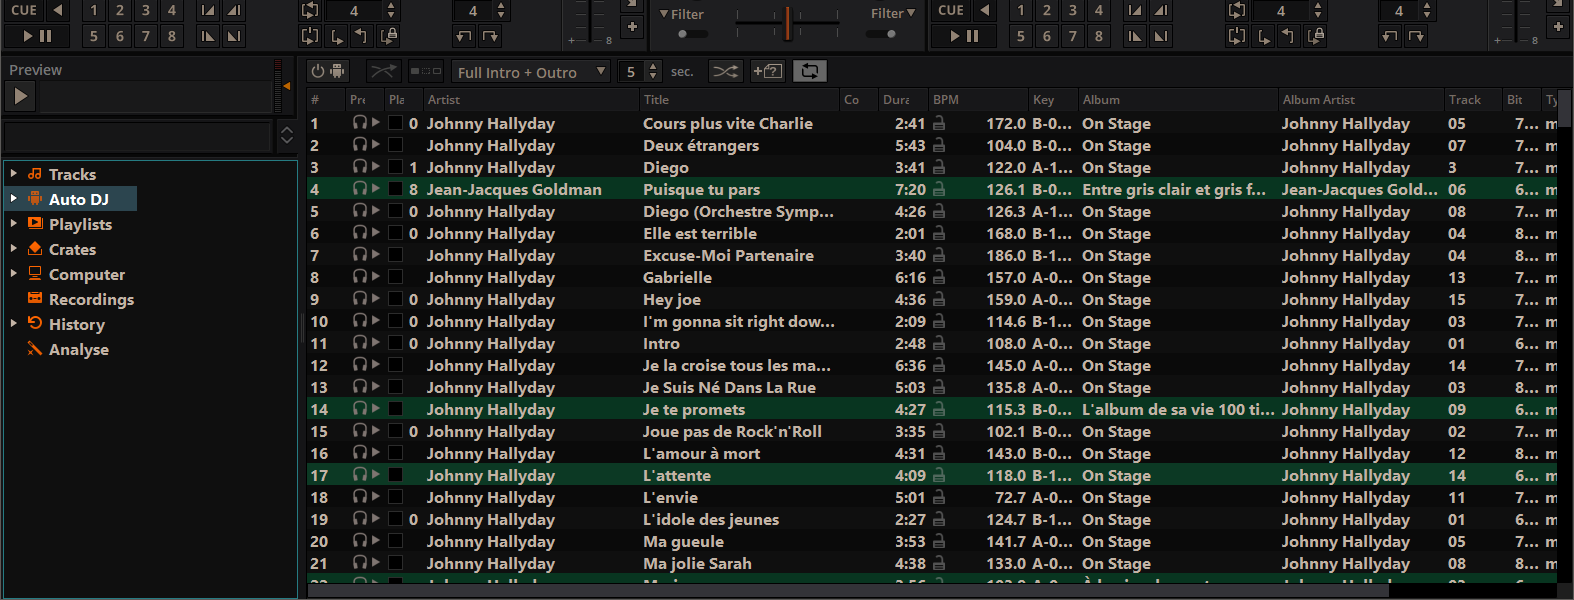 CUE 1 2 3 4 4 4 Filter Filter CUE 1 2 3 4 4 4
5 6 7 8 8 5 6 7 8 8
Preview
Full Intro + Outro 5 sec.
# Pre Pla Artist Title Co Dura BPM Key Album Album Artist Track Bit Ty
1 0 Johnny Hallyday Cours plus vite Charlie 2:41 172.0 B-0... On Stage Johnny Hallyday 05 7... m
2 Johnny Hallyday Deux étrangers 5:43 104.0 B-0... On Stage Johnny Hallyday 07 7... m
3 1 Johnny Hallyday Diego 3:41 122.0 A-1... On Stage Johnny Hallyday 3 7... m
4 8 Jean-Jacques Goldman Puisque tu pars 7:20 126.1 B-0... Entre gris clair et gris f... Jean-Jacques Gold... 06 6... m
5 0 Johnny Hallyday Diego (Orchestre Symp... 4:26 126.3 A-1... On Stage Johnny Hallyday 08 7... m
6 0 Johnny Hallyday Elle est terrible 2:01 168.0 B-1... On Stage Johnny Hallyday 04 8... m
7 Johnny Hallyday Excuse-Moi Partenaire 3:40 186.0 B-1... On Stage Johnny Hallyday 04 8... m
8 Johnny Hallyday Gabrielle 6:16 157.0 A-0... On Stage Johnny Hallyday 13 7... m
9 0 Johnny Hallyday Hey joe 4:36 159.0 A-0... On Stage Johnny Hallyday 15 7... m
10 0 Johnny Hallyday I'm gonna sit right dow... 2:09 114.6 B-1... On Stage Johnny Hallyday 03 7... m
11 0 Johnny Hallyday Intro 2:48 108.0 A-0... On Stage Johnny Hallyday 01 6... m
12 Johnny Hallyday Je la croise tous les ma... 6:36 145.0 A-0... On Stage Johnny Hallyday 14 7... m
13 Johnny Hallyday Je Suis Né Dans La Rue 5:03 135.8 A-0... On Stage Johnny Hallyday 03 8... m
14 Johnny Hallyday Je te promets 4:27 115.3 B-0... L'album de sa vie 100 ti... Johnny Hallyday 09 6... m
15 0 Johnny Hallyday Joue pas de Rock'n'Roll 3:35 102.1 B-0... On Stage Johnny Hallyday 02 7... m
16 Johnny Hallyday L'amour à mort 4:31 143.0 B-0... On Stage Johnny Hallyday 12 8... m
17 Johnny Hallyday L'attente 4:09 118.0 B-1... On Stage Johnny Hallyday 14 6... m
18 Johnny Hallyday L'envie 5:01 72.7 A-0... On Stage Johnny Hallyday 11 7... m
19 0 Johnny Hallyday L'idole des jeunes 2:27 124.7 B-1... On Stage Johnny Hallyday 01 6... m
20 Johnny Hallyday Ma gueule 3:53 141.7 A-0... On Stage Johnny Hallyday 05 7... m
21 Johnny Hallyday Ma jolie Sarah 4:38 133.0 A-0... On Stage Johnny Hallyday 08 8... m
Tracks
Auto DJ
Playlists
Crates
Computer
Recordings
History
Analyse